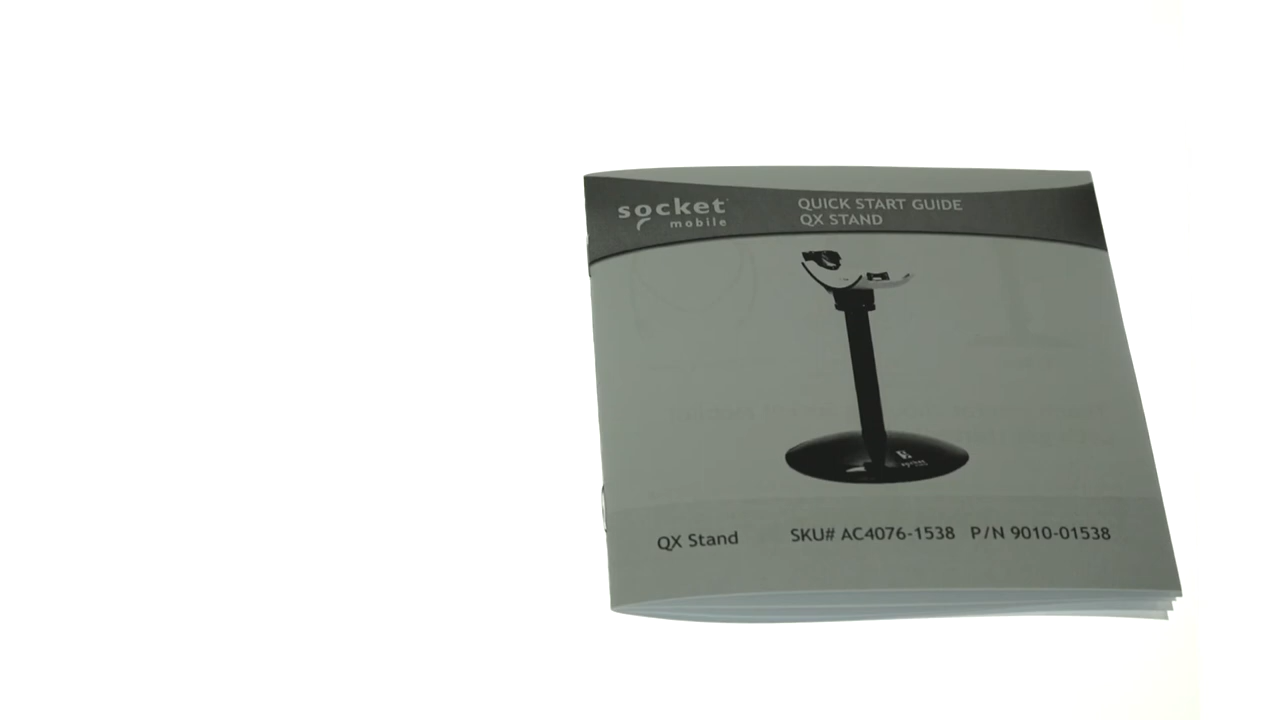 socket
mobile
QUICK START GUIDE
QX STAND
QX Stand SKU# AC4076-1538 P/N 9010-01538